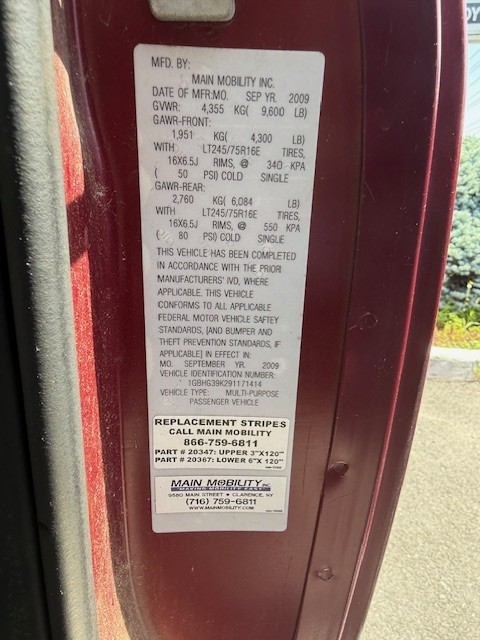 MFD. BY:
MAIN MOBILITY INC.
DATE OF MFR:MO. SEP YR. 2009
GVWR: 4,355 KG( 9,600 LB)
GAWR-FRONT:
1,951 KG( 4,300 LB)
WITH LT245/75R16E TIRES,
16X6.5J RIMS, @ 340 KPA
( 50 PSI) COLD SINGLE
GAWR-REAR:
2,760 KG( 6,084 LB)
WITH LT245/75R16E TIRES,
16X6.5J RIMS, @ 550 KPA
( 80 PSI) COLD SINGLE
THIS VEHICLE HAS BEEN COMPLETED
IN ACCORDANCE WITH THE PRIOR
MANUFACTURERS' IVD, WHERE
APPLICABLE. THIS VEHICLE
CONFORMS TO ALL APPLICABLE
FEDERAL MOTOR VEHICLE SAFTEY
STANDARDS, [AND BUMPER AND
THEFT PREVENTION STANDARDS, IF
APPLICABLE] IN EFFECT IN:
MO. SEPTEMBER YR. 2009
VEHICLE IDENTIFICATION NUMBER:
1GBHG39K291171414
VEHICLE TYPE: MULTI-PURPOSE
PASSENGER VEHICLE
REPLACEMENT STRIPES
CALL MAIN MOBILITY
866-759-6811
PART # 20347: UPPER 3"X120"
PART # 20367: LOWER 6"X 120"
MAIN MOBILITY INC.
MAKING MOBILITY EASY
9580 MAIN STREET • CLARENCE, NY
(716) 759-6811
WWW.MAINMOBILITY.COM